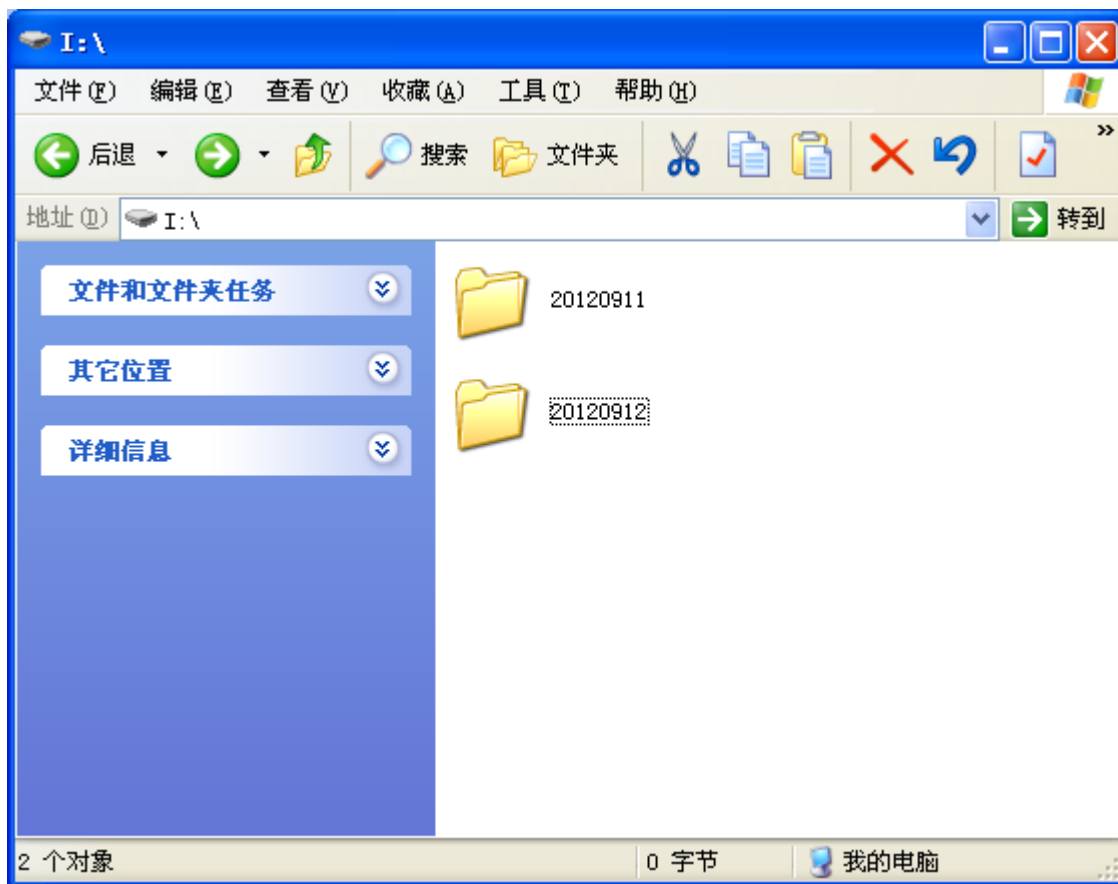 I:\
文件(F) 编辑(E) 查看(V) 收藏(A) 工具(T) 帮助(H)
后退 搜索 文件夹 »
地址(D) I:\ 转到
文件和文件夹任务
其它位置
详细信息
20120911
20120912
2 个对象 0 字节 我的电脑